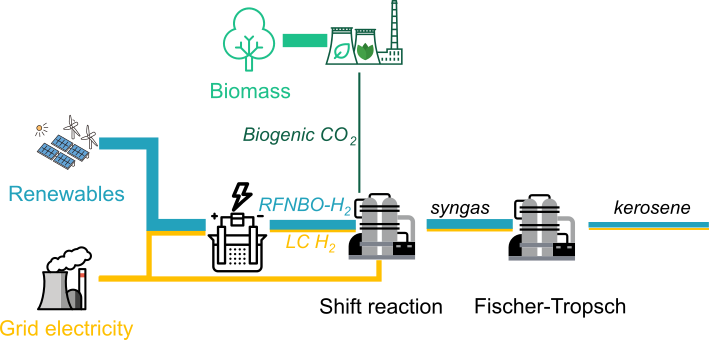 Biomass
Biogenic CO2
Renewables
RFNBO-H2
LC H2
syngas
kerosene
Shift reaction
Fischer-Tropsch
Grid electricity